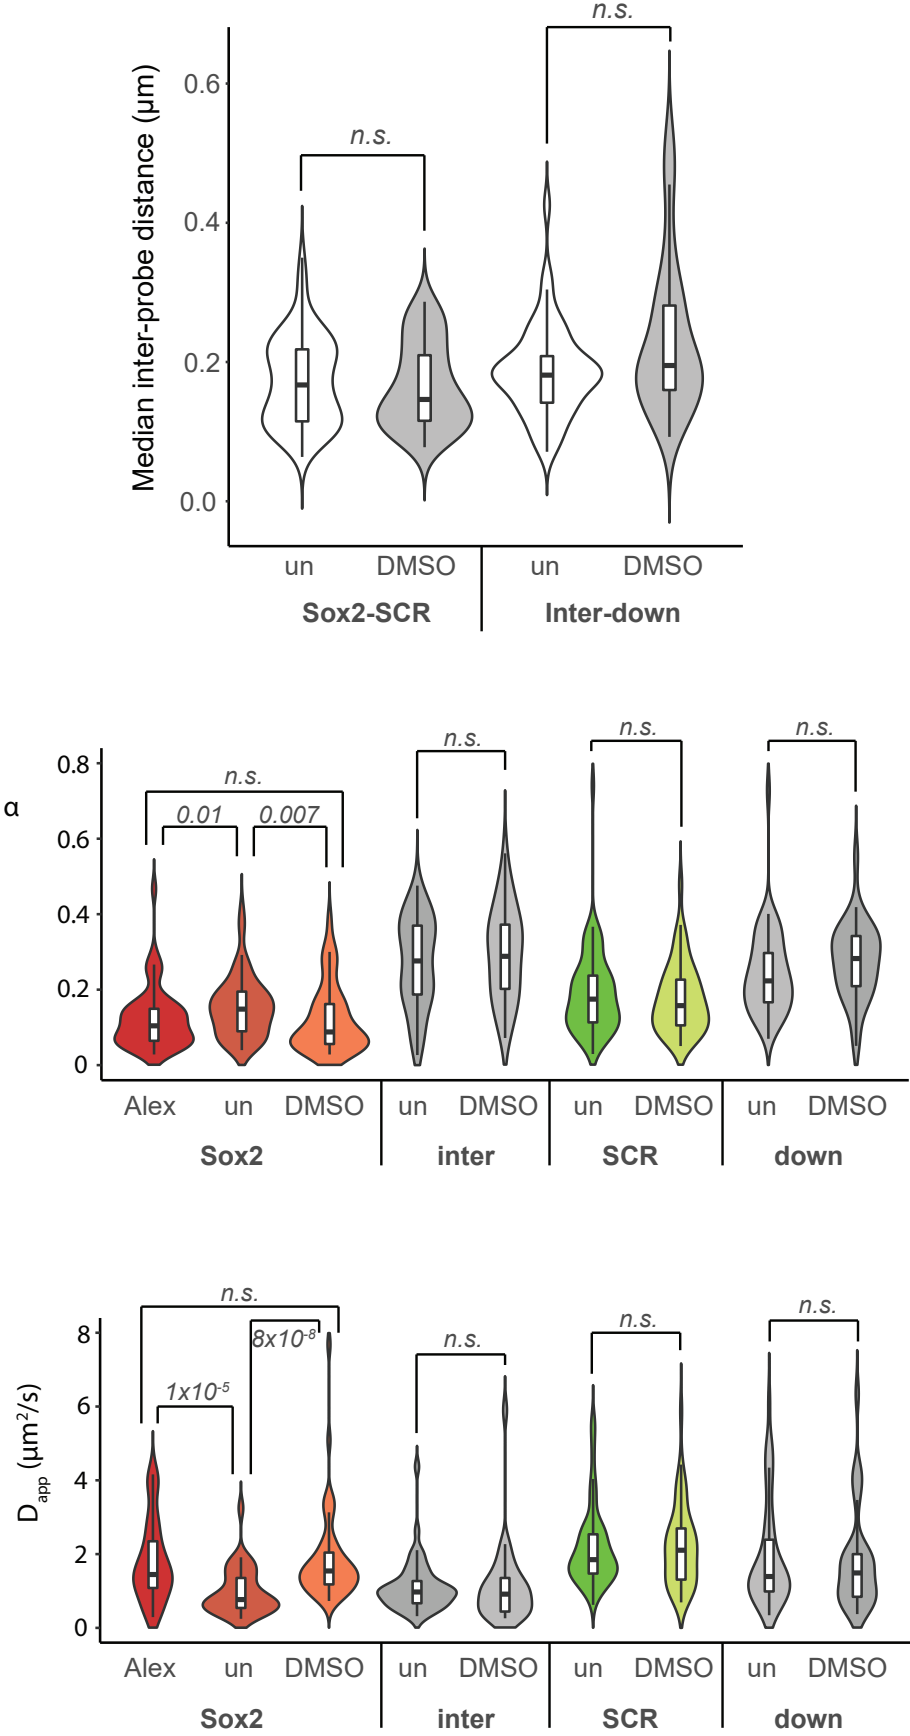 n.s.
Median inter-probe distance (μm)
0.6
n.s.
0.4
0.2
0.0
un DMSO un DMSO
Sox2-SCR Inter-down
n.s. n.s.
n.s.
0.8
n.s.
α
0.01 0.007
0.6
0.4
0.2
0
Alex un DMSO un DMSO un DMSO un DMSO
Sox2 inter SCR down
n.s.
n.s. n.s.
8
8x10⁻⁸
n.s.
1x10⁻⁵
6
D_app (μm²/s)
4
2
0
Alex un DMSO un DMSO un DMSO un DMSO
Sox2 inter SCR down